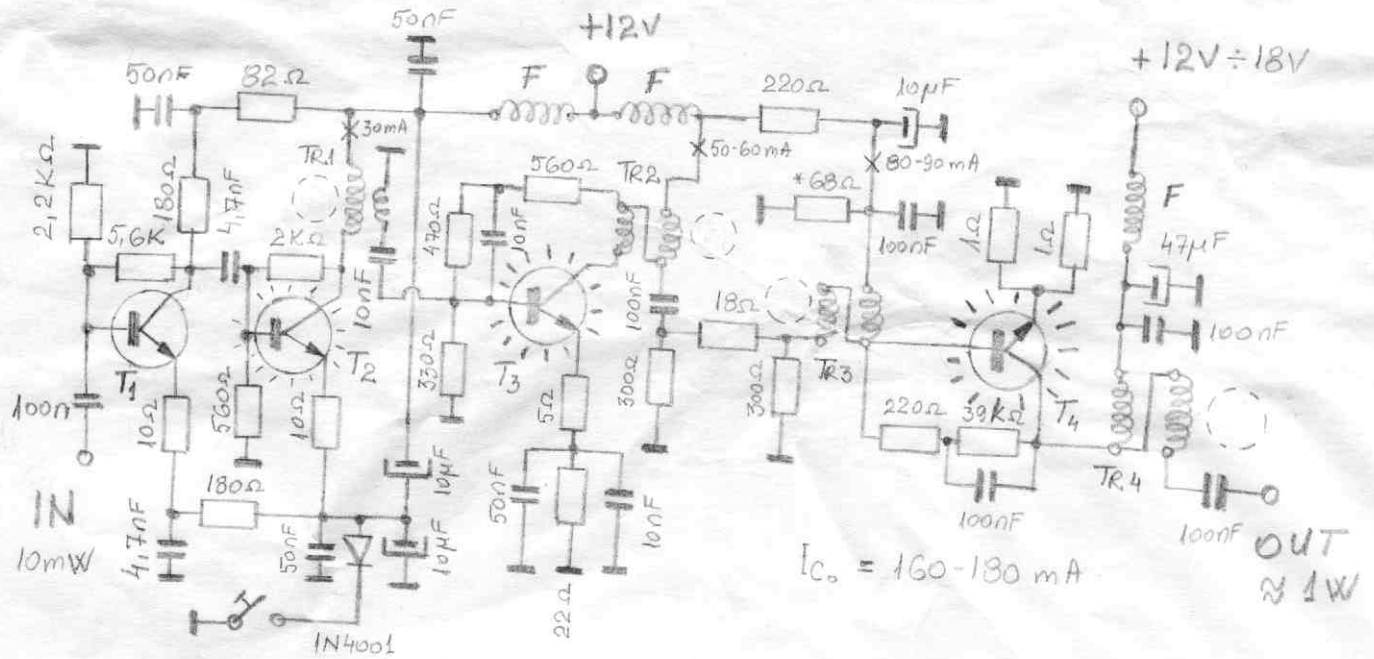 50nF
+12V
+12V÷18V
50nF
82Ω
F
F
220Ω
10μF
30mA
50-60mA
80-90mA
TR1
560Ω
TR2
*68Ω
F
2,2KΩ
180Ω
4,7nF
470Ω
10nF
100nF
1Ω
1Ω
47μF
5,6K
2KΩ
10nF
100nF
18Ω
100nF
T1
T2
330Ω
T3
300Ω
TR3
300Ω
T4
100n
10Ω
560Ω
10Ω
5Ω
220Ω
39KΩ
TR4
IN
10mW
180Ω
10μF
50nF
10nF
100nF
100nF
4,7nF
50nF
10μF
22Ω
Ico = 160-180 mA
OUT
≈ 1W
1N4001